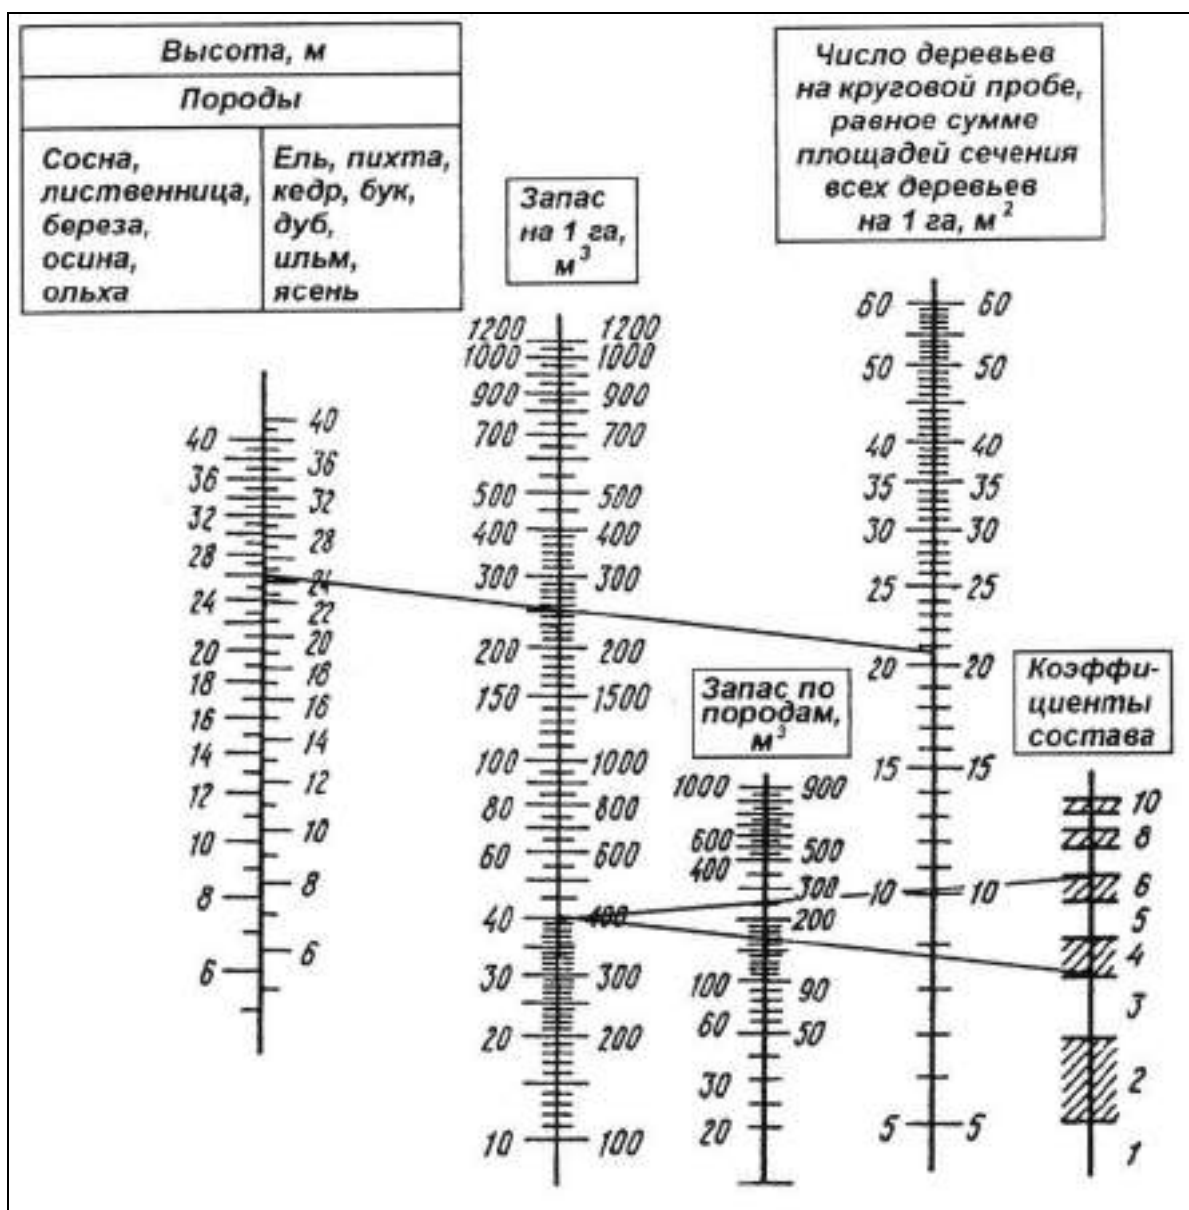 Высота, м
Породы
Сосна,
лиственница,
береза,
осина,
ольха
Ель, пихта,
кедр, бук,
дуб,
ильм,
ясень
Запас
на 1 га,
м³
Число деревьев
на круговой пробе,
равное сумме
площадей сечения
всех деревьев
на 1 га, м²
40
36
32
28
24
20
18
16
14
12
10
8
6
40
36
32
28
24
22
20
18
16
14
12
10
8
6
1200 1200
1000 1000
900 900
700 700
500 500
400 400
300 300
200 200
150 1500
100 1000
80 800
60 600
40 400
30 300
20 200
10 100
Запас по
породам,
м³
1000 900
600 500
400 300
200
100 90
60 50
30
20
60 60
50 50
40 40
35 35
30 30
25 25
20 20
15 15
10 10
5 5
Коэффи-
циенты
состава
10
8
6
5
4
3
2
1